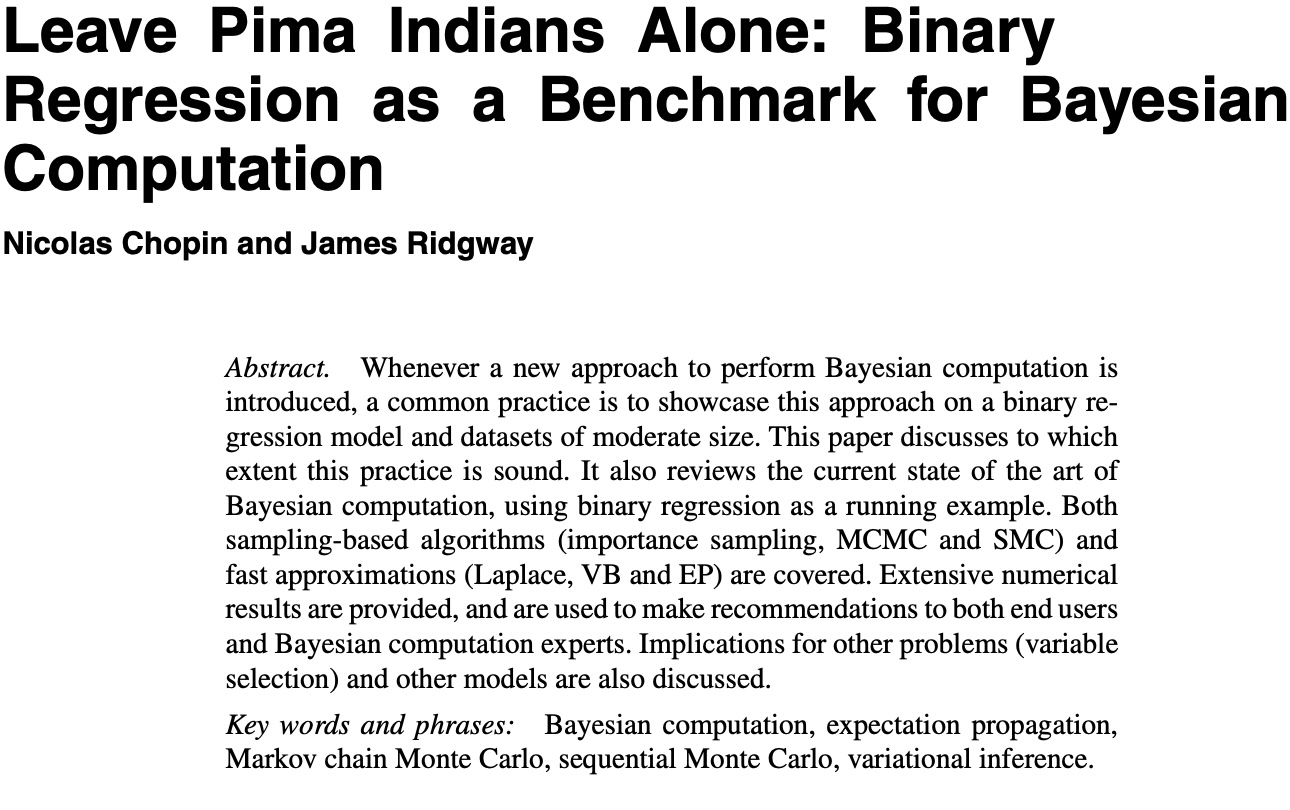 Leave Pima Indians Alone: Binary
Regression as a Benchmark for Bayesian
Computation
Nicolas Chopin and James Ridgway
Abstract. Whenever a new approach to perform Bayesian computation is
introduced, a common practice is to showcase this approach on a binary re-
gression model and datasets of moderate size. This paper discusses to which
extent this practice is sound. It also reviews the current state of the art of
Bayesian computation, using binary regression as a running example. Both
sampling-based algorithms (importance sampling, MCMC and SMC) and
fast approximations (Laplace, VB and EP) are covered. Extensive numerical
results are provided, and are used to make recommendations to both end users
and Bayesian computation experts. Implications for other problems (variable
selection) and other models are also discussed.
Key words and phrases: Bayesian computation, expectation propagation,
Markov chain Monte Carlo, sequential Monte Carlo, variational inference.